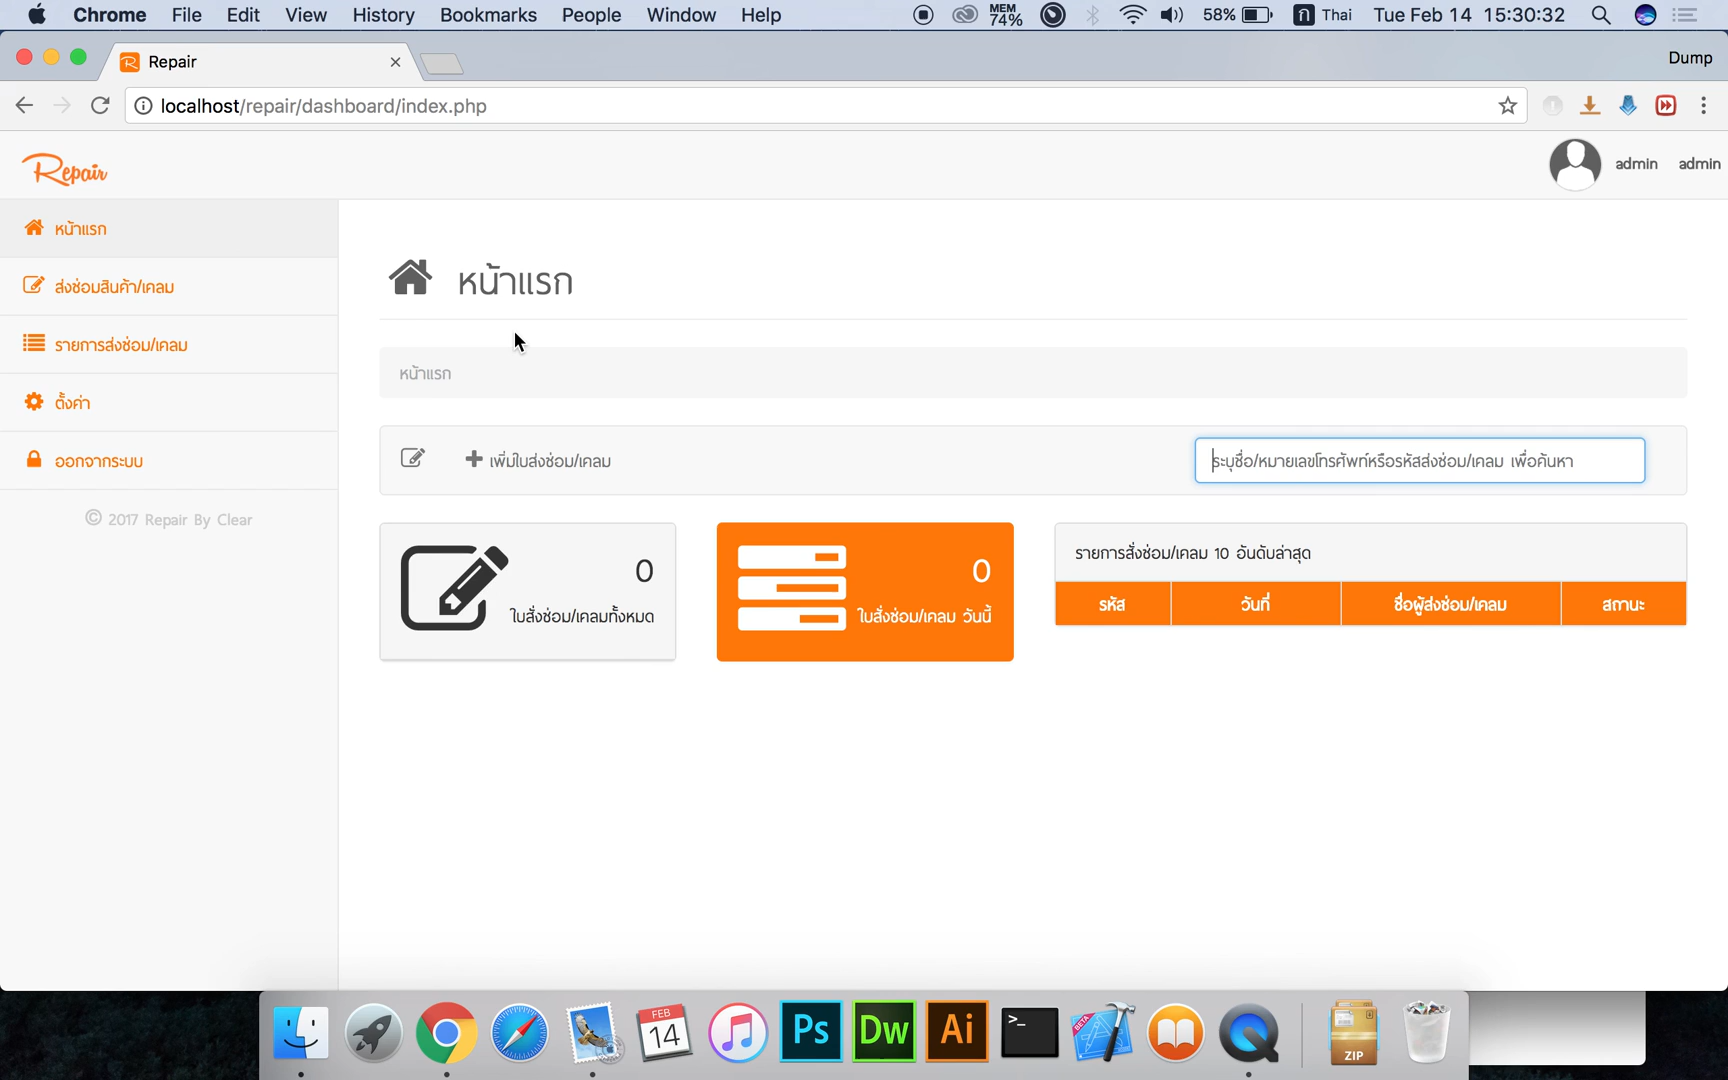 Chrome File Edit View History Bookmarks People Window Help MEM 74% 58% ก Thai Tue Feb 14 15:30:32
Repair Dump
localhost/repair/dashboard/index.php
Repair admin admin
หน้าแรก
ส่งซ่อมสินค้า/เคลม
รายการส่งซ่อม/เคลม
ตั้งค่า
ออกจากระบบ
© 2017 Repair By Clear
หน้าแรก
หน้าแรก
เพิ่มใบส่งซ่อม/เคลม ระบุชื่อ/หมายเลขโทรศัพท์หรือรหัสส่งซ่อม/เคลม เพื่อค้นหา
0
ใบสั่งซ่อม/เคลมทั้งหมด
0
ใบสั่งซ่อม/เคลม วันนี้
รายการสั่งซ่อม/เคลม 10 อันดับล่าสุด
รหัส วันที่ ชื่อผู้ส่งซ่อม/เคลม สถานะ
FEB
14 Ps Dw Ai >_ BETA ZIP